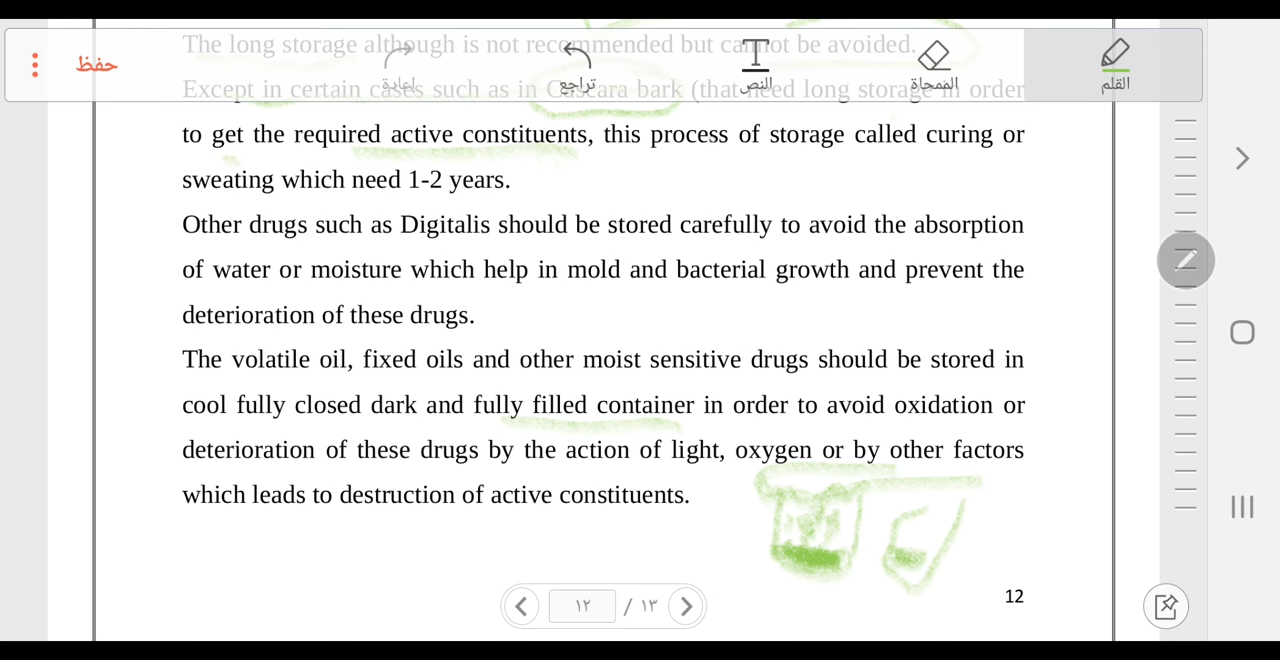 The long storage although is not recommended but cannot be avoided.
حفظ
إعادة
تراجع
النص
الممحاة
القلم
Except in certain cases such as in Cascara bark (that need long storage in order
to get the required active constituents, this process of storage called curing or
sweating which need 1-2 years.
Other drugs such as Digitalis should be stored carefully to avoid the absorption
of water or moisture which help in mold and bacterial growth and prevent the
deterioration of these drugs.
The volatile oil, fixed oils and other moist sensitive drugs should be stored in
cool fully closed dark and fully filled container in order to avoid oxidation or
deterioration of these drugs by the action of light, oxygen or by other factors
which leads to destruction of active constituents.
12
١٢ / ١٣